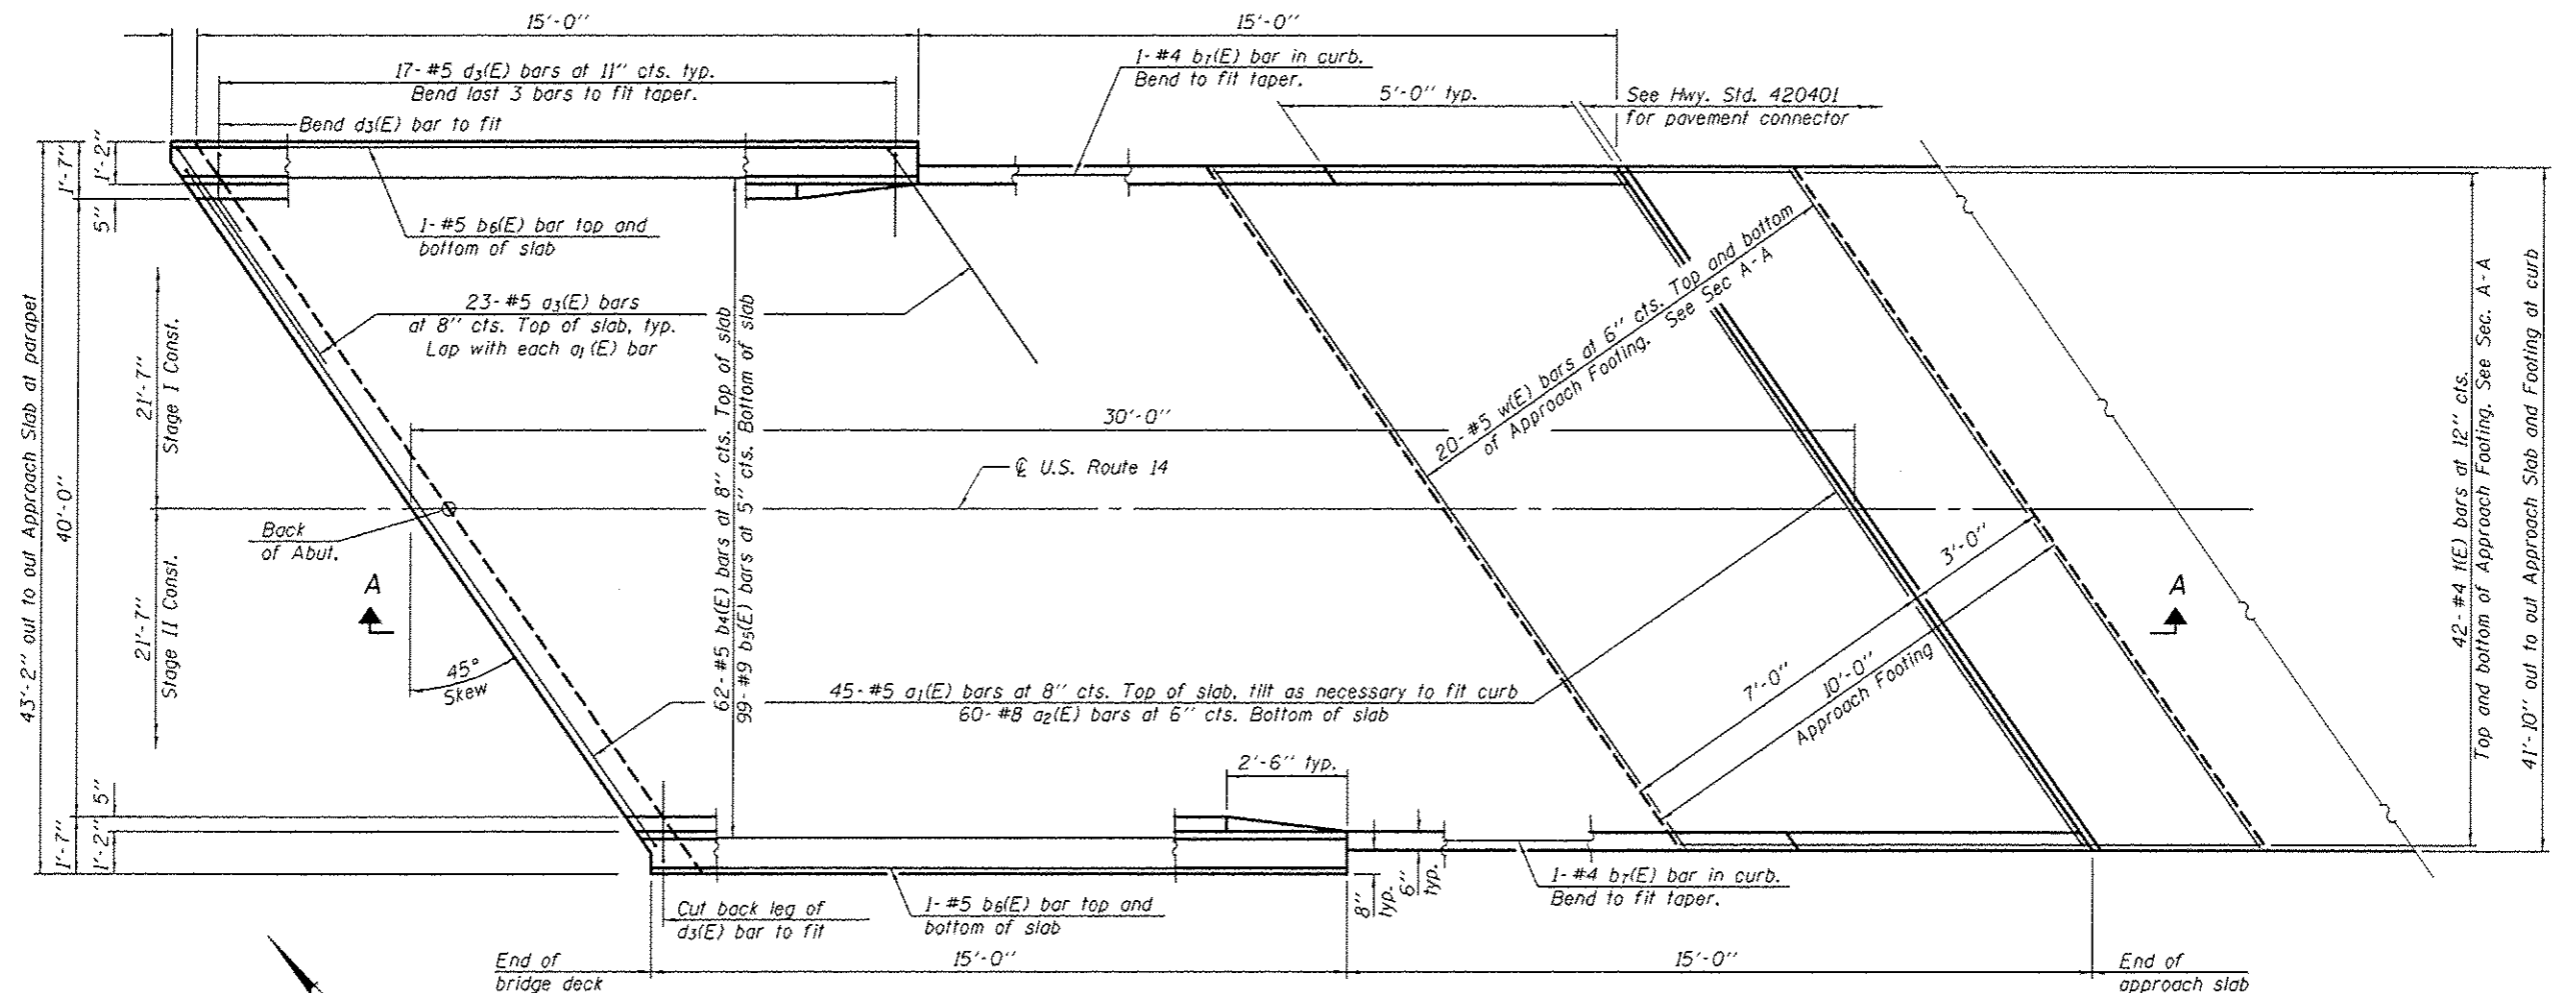 15'-0"
15'-0"
17-#5 d3(E) bars at 11" cts. typ.
Bend last 3 bars to fit taper.
1-#4 b7(E) bar in curb.
Bend to fit taper.
5'-0" typ.
See Hwy. Std. 420401
for pavement connector
Bend d3(E) bar to fit
1'-7"
1'-2"
5"
1-#5 b6(E) bar top and
bottom of slab
23-#5 a3(E) bars
at 8" cts. Top of slab, typ.
Lap with each a1(E) bar
43'-2" out to out Approach Slab at parapet
40'-0"
21'-7"
Stage I Const.
21'-7"
Stage II Const.
62-#5 b4(E) bars at 8" cts. Top of slab
99-#9 b5(E) bars at 5" cts. Bottom of slab
20-#5 w(E) bars at 6" cts. Top and bottom
of Approach Footing. See Sec A-A
30'-0"
℄ U.S. Route 14
Back
of Abut.
A
45°
Skew
45-#5 a1(E) bars at 8" cts. Top of slab, tilt as necessary to fit curb
60-#8 a2(E) bars at 6" cts. Bottom of slab
3'-0"
7'-0"
10'-0"
Approach Footing
A
42-#4 t(E) bars at 12" cts.
Top and bottom of Approach Footing. See Sec. A-A
41'-10" out to out Approach Slab and Footing at curb
2'-6" typ.
5"
1'-7"
1'-2"
8"
typ.
6"
typ.
1-#4 b7(E) bar in curb.
Bend to fit taper.
Cut back leg of
d3(E) bar to fit
1-#5 b6(E) bar top and
bottom of slab
End of
bridge deck
15'-0"
15'-0"
End of
approach slab